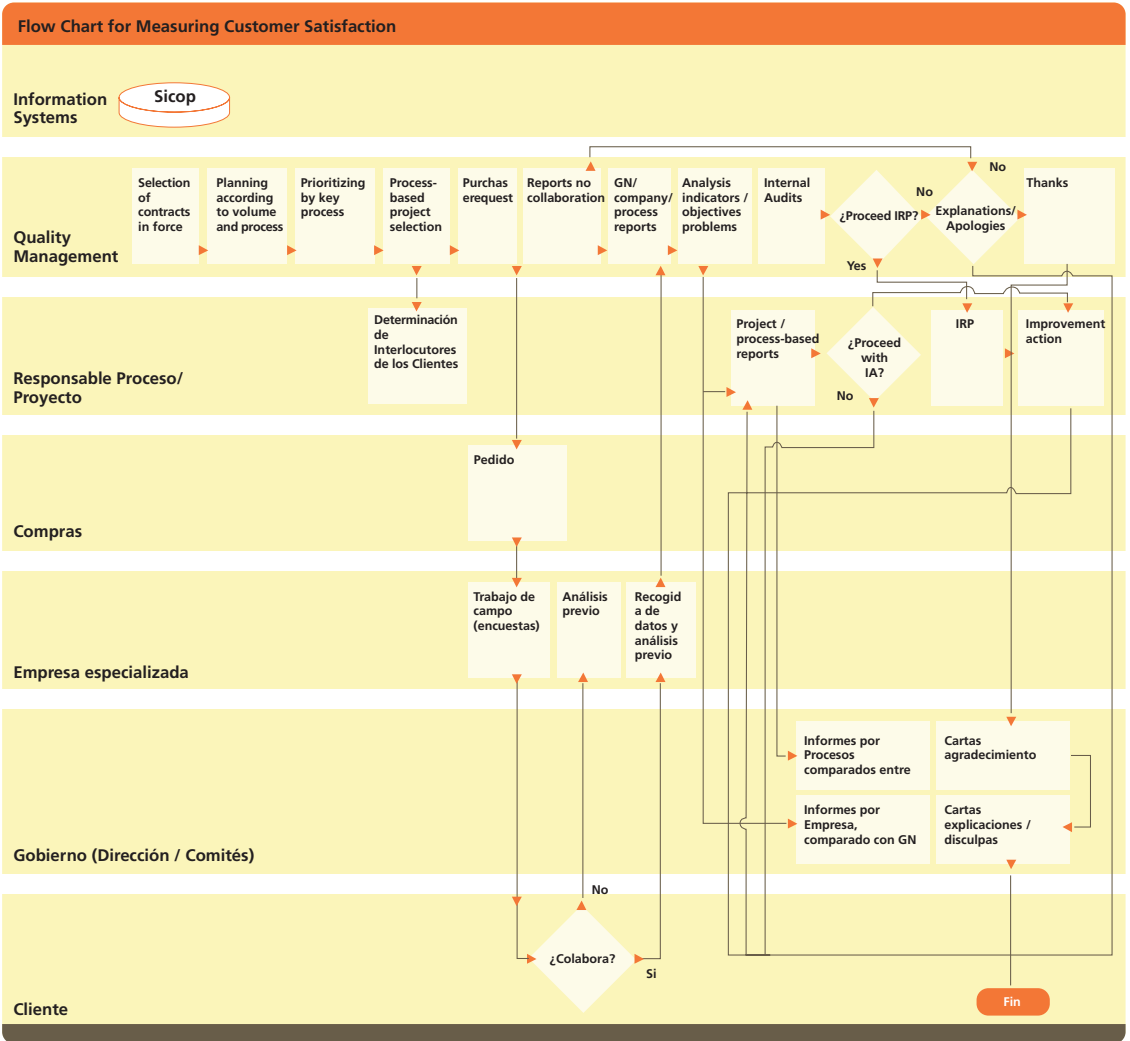 Flow Chart for Measuring Customer Satisfaction
Information
Systems
Sicop
Quality
Management
Selection
of
contracts
in force
Planning
according
to volume
and process
Prioritizing
by key
process
Process-
based
project
selection
Purchas
erequest
Reports no
collaboration
GN/
company/
process
reports
Analysis
indicators /
objectives
problems
Internal
Audits
¿Proceed IRP?
No
Yes
Explanations/
Apologies
No
Thanks
Responsable Proceso/
Proyecto
Determinación
de
Interlocutores
de los Clientes
Project /
process-based
reports
¿Proceed
with
IA?
No
IRP
Improvement
action
Compras
Pedido
Empresa especializada
Trabajo de
campo
(encuestas)
Análisis
previo
Recogid
a de
datos y
análisis
previo
Gobierno (Dirección / Comités)
Informes por
Procesos
comparados entre
Cartas
agradecimiento
Informes por
Empresa,
comparado con GN
Cartas
explicaciones /
disculpas
Cliente
No
¿Colabora?
Si
Fin